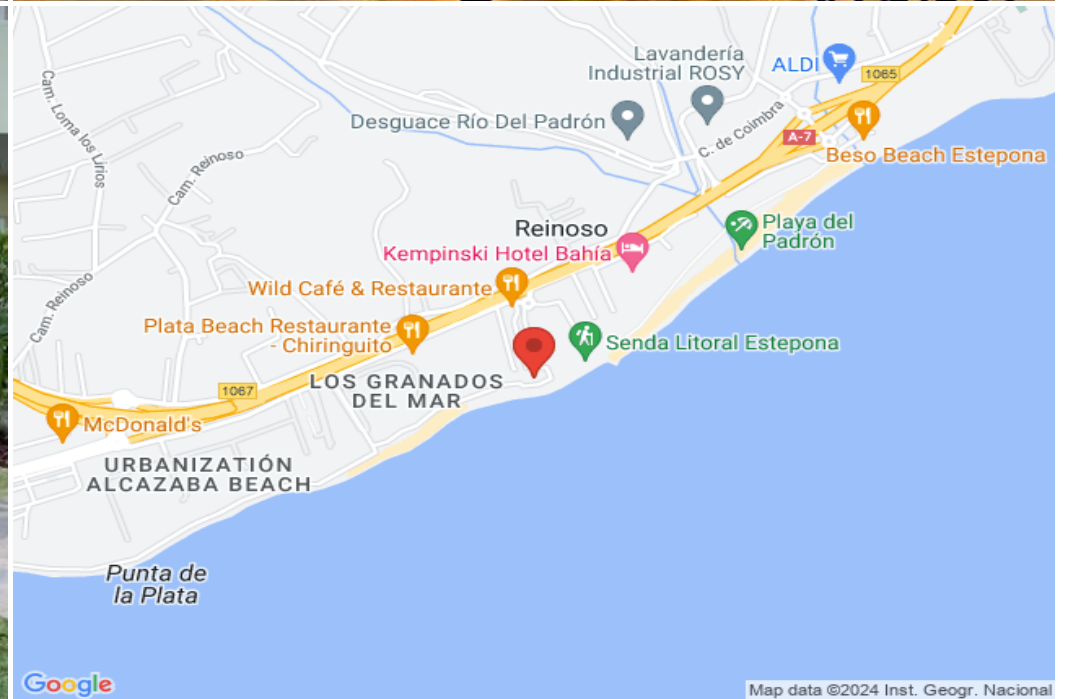 Lavandería
Industrial ROSY
ALDI
1065
Cam. Loma los Lirios
Desguace Río Del Padrón
C. de Coimbra
A-7
Beso Beach Estepona
Cam. Reinoso
Reinoso
Playa del
Padrón
Kempinski Hotel Bahía
Wild Café & Restaurante
Cam. Reinoso
Plata Beach Restaurante
- Chiringuito
Senda Litoral Estepona
LOS GRANADOS
DEL MAR
1067
McDonald's
URBANIZATIÓN
ALCAZABA BEACH
Punta de
la Plata
Google
Map data ©2024 Inst. Geogr. Nacional